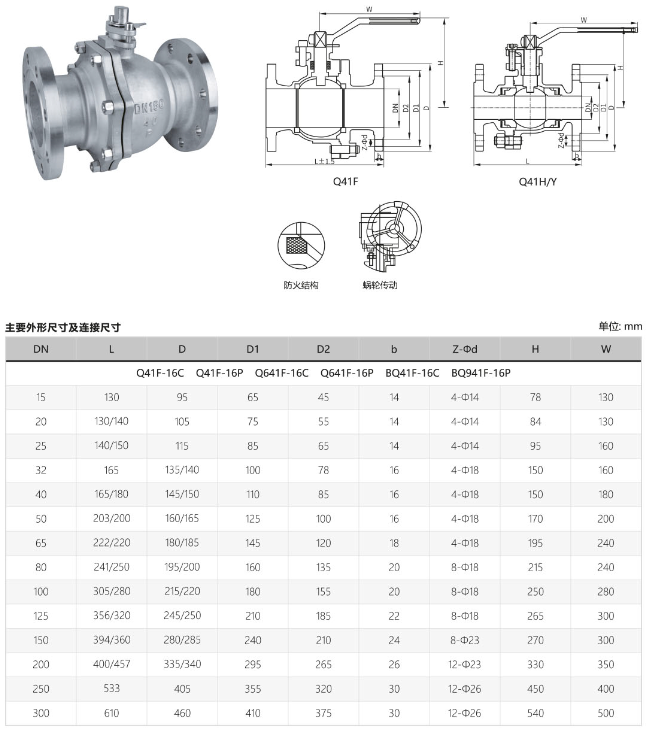 DN15C
W
H
DN
D2
D1
D
Z-Φd
L±1.5
b
Q41F
W
H
DN
D2
D1
D
Z-Φd
L
b
Q41H/Y
防火结构
蜗轮传动
主要外形尺寸及连接尺寸 单位: mm
DN L D D1 D2 b Z-Φd H W
Q41F-16C Q41F-16P Q641F-16C Q641F-16P BQ41F-16C BQ941F-16P
15 130 95 65 45 14 4-Φ14 78 130
20 130/140 105 75 55 14 4-Φ14 84 130
25 140/150 115 85 65 14 4-Φ14 95 160
32 165 135/140 100 78 16 4-Φ18 150 160
40 165/180 145/150 110 85 16 4-Φ18 150 180
50 203/200 160/165 125 100 16 4-Φ18 170 200
65 222/220 180/185 145 120 18 4-Φ18 195 240
80 241/250 195/200 160 135 20 8-Φ18 215 240
100 305/280 215/220 180 155 20 8-Φ18 250 280
125 356/320 245/250 210 185 22 8-Φ18 265 300
150 394/360 280/285 240 210 24 8-Φ23 270 300
200 400/457 335/340 295 265 26 12-Φ23 330 350
250 533 405 355 320 30 12-Φ26 450 400
300 610 460 410 375 30 12-Φ26 540 500